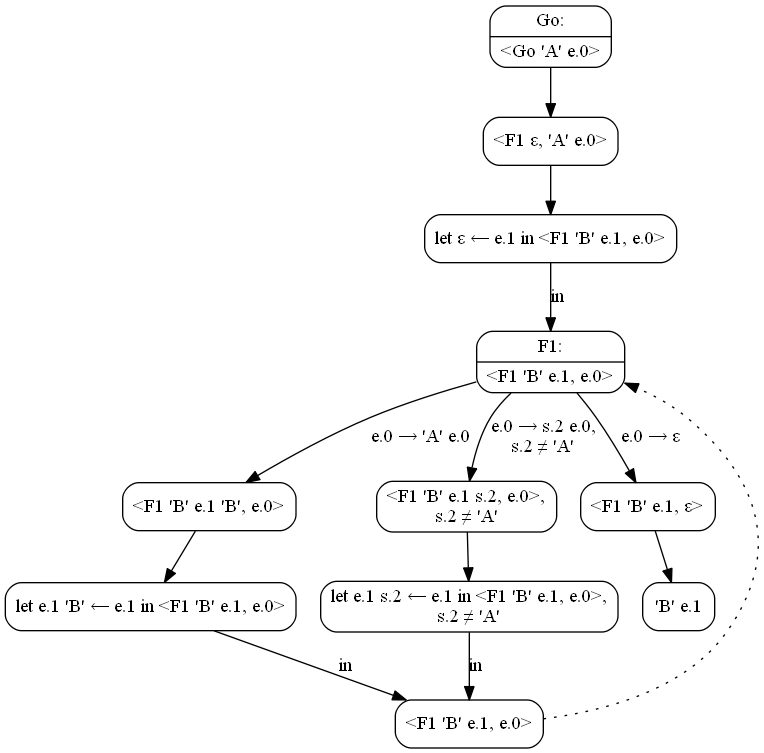 Go:
<Go 'A' e.0>
<F1 ε, 'A' e.0>
let ε ← e.1 in <F1 'B' e.1, e.0>
in
F1:
<F1 'B' e.1, e.0>
e.0 → 'A' e.0
e.0 → s.2 e.0,
s.2 ≠ 'A'
e.0 → ε
<F1 'B' e.1 'B', e.0>
<F1 'B' e.1 s.2, e.0>,
s.2 ≠ 'A'
<F1 'B' e.1, ε>
let e.1 'B' ← e.1 in <F1 'B' e.1, e.0>
let e.1 s.2 ← e.1 in <F1 'B' e.1, e.0>,
s.2 ≠ 'A'
'B' e.1
in
in
<F1 'B' e.1, e.0>